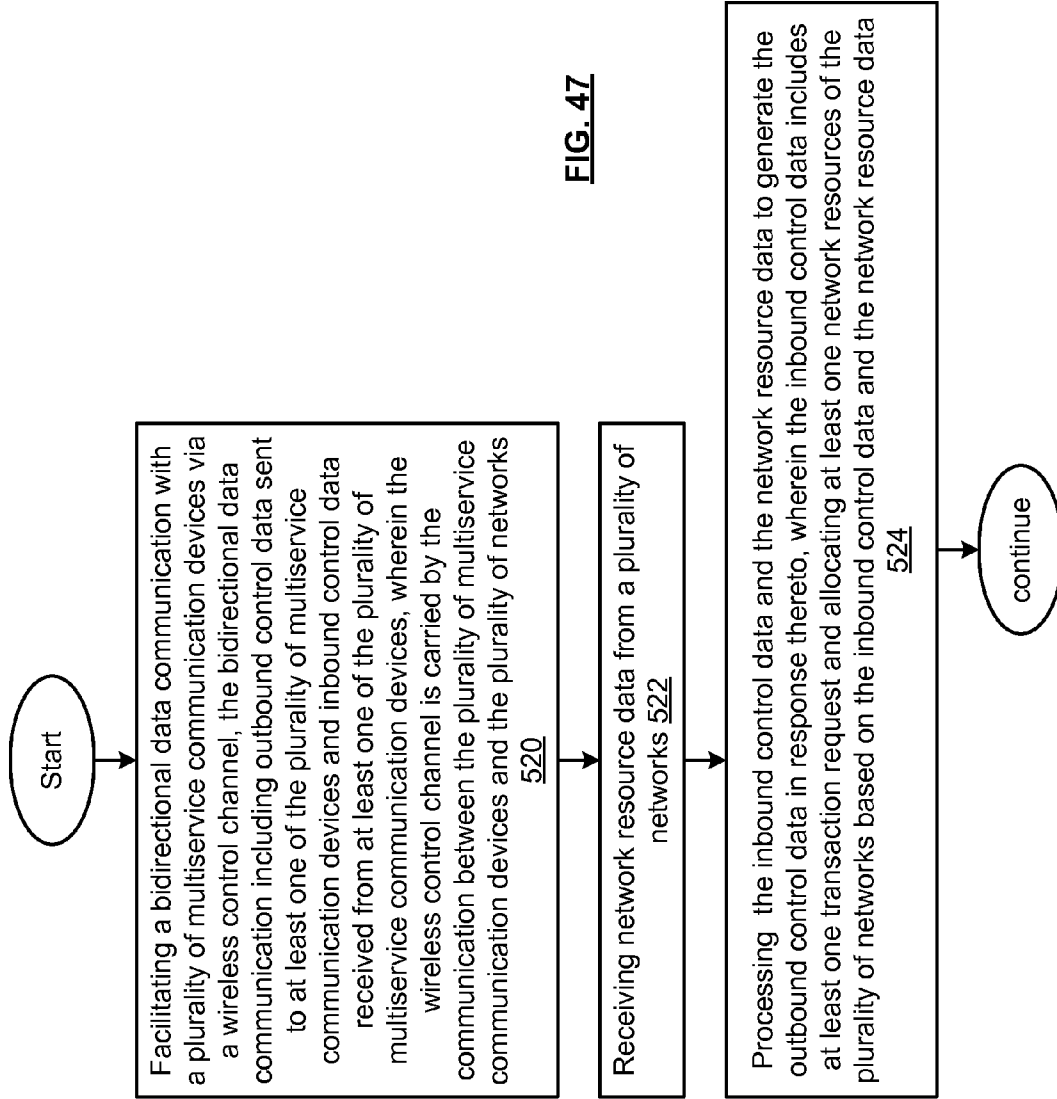 Start
Facilitating a bidirectional data communication with
a plurality of multiservice communication devices via
a wireless control channel, the bidirectional data
communication including outbound control data sent
to at least one of the plurality of multiservice
communication devices and inbound control data
received from at least one of the plurality of
multiservice communication devices, wherein the
wireless control channel is carried by the
communication between the plurality of multiservice
communication devices and the plurality of networks
520
Receiving network resource data from a plurality of
networks 522
Processing the inbound control data and the network resource data to generate the
outbound control data in response thereto, wherein the inbound control data includes
at least one transaction request and allocating at least one network resources of the
plurality of networks based on the inbound control data and the network resource data
524
continue
FIG. 47